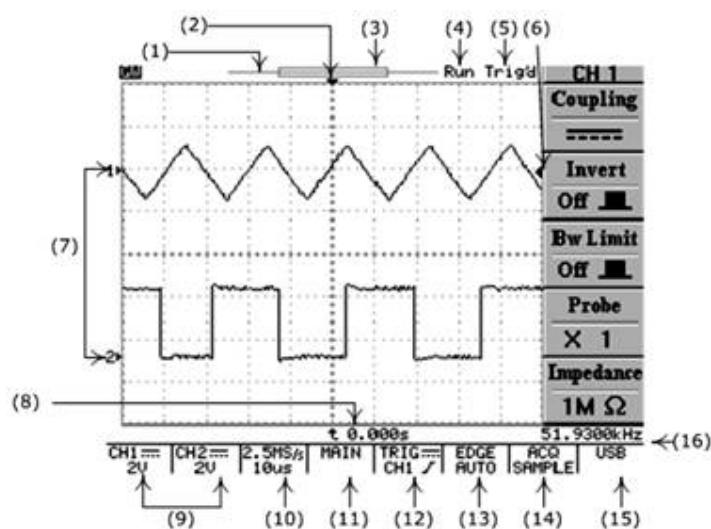 (2) (3) (4) (5) (6)
(1)
Run Trig'd CH 1
Coupling
1
Invert
Off
(7)
Bw Limit
Off
Probe
× 1
2
Impedance
(8)
1M Ω
t 0.000s 51.9300kHz
(16)
CH1 CH2 2.5MS/s MAIN TRIG EDGE ACQ USB
2V 2V 10us CH1 AUTO SAMPLE
(9) (10) (11) (12) (13) (14) (15)